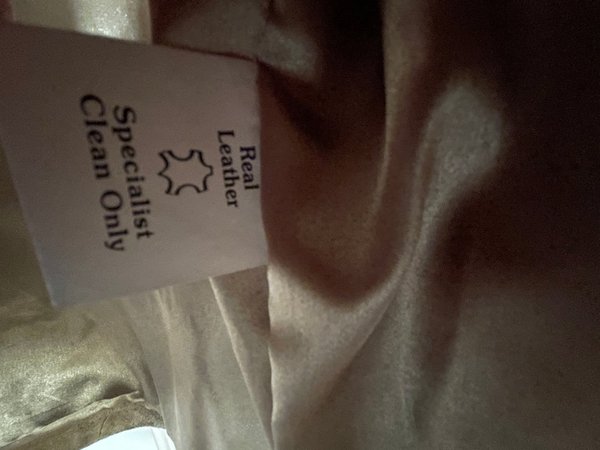 Real
Leather
Specialist
Clean Only